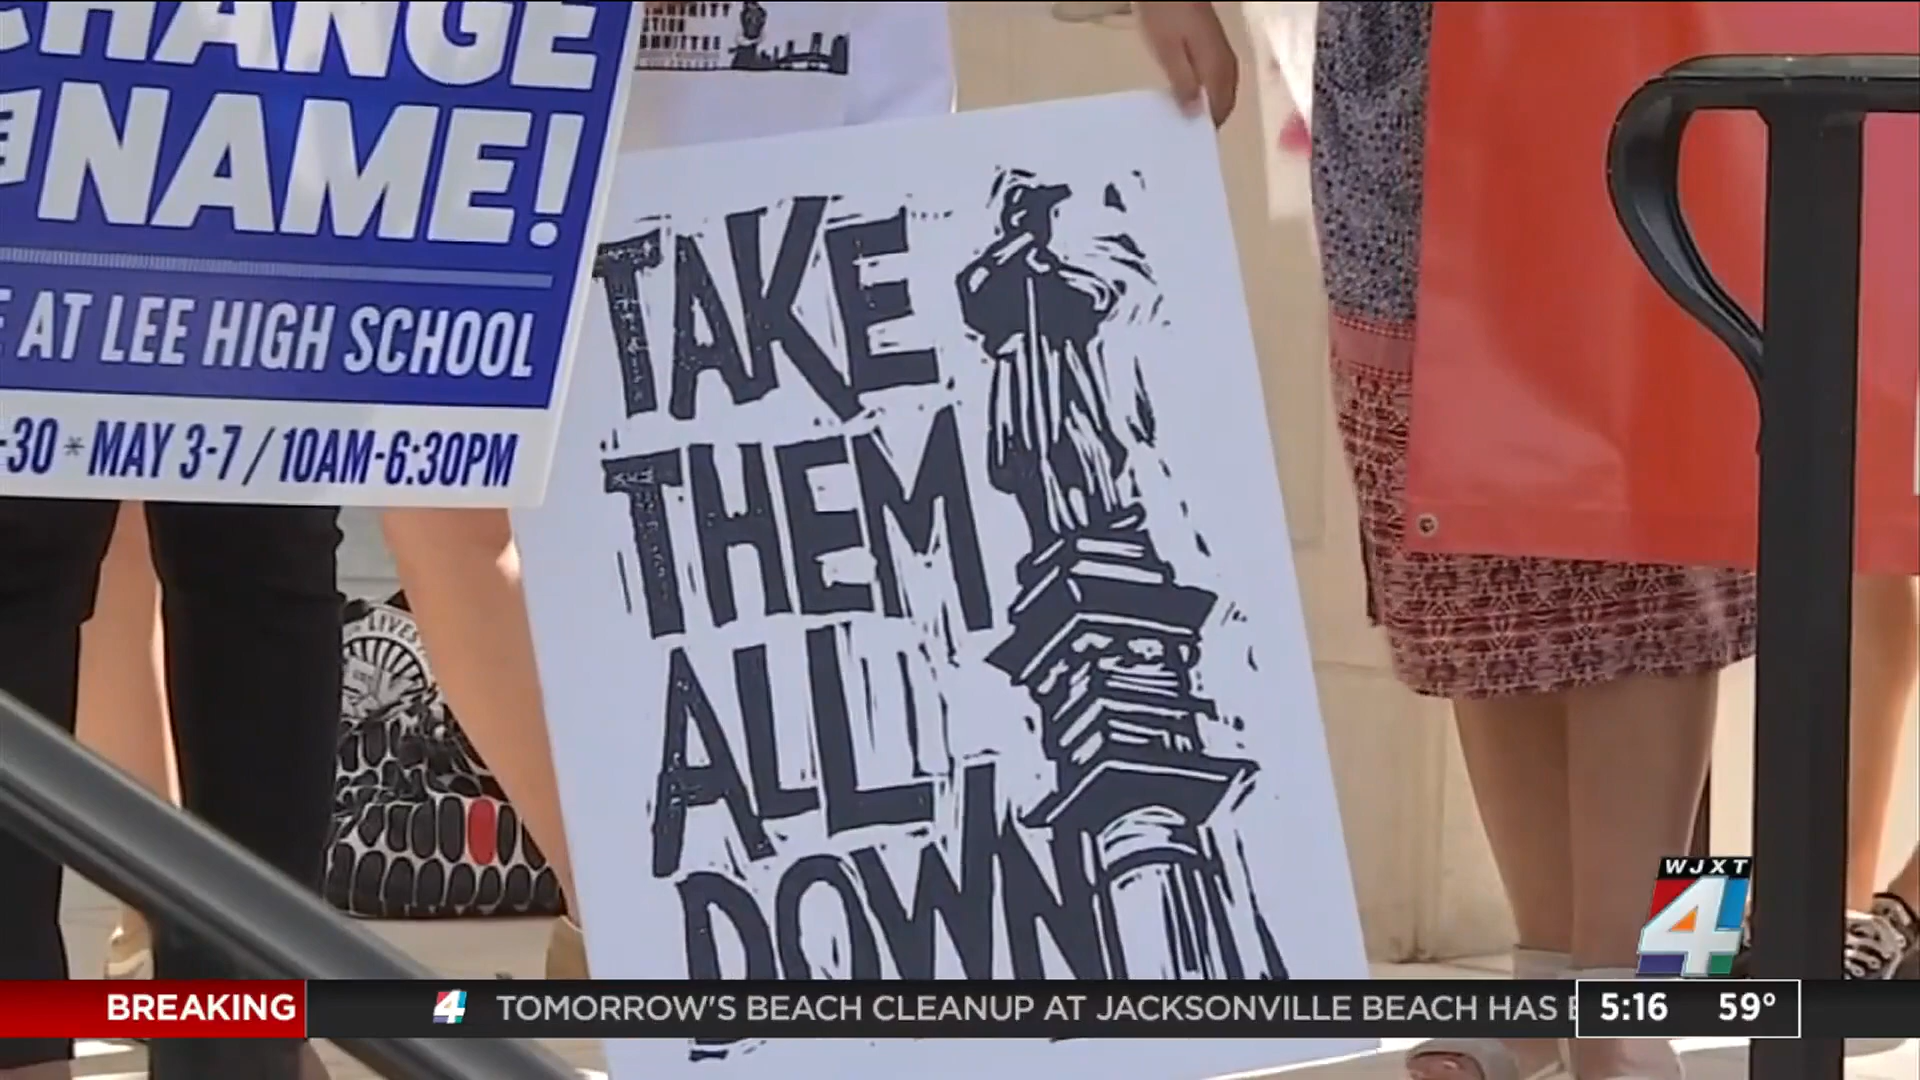 CHANGE
NAME!
AT LEE HIGH SCHOOL
-30 * MAY 3-7 / 10AM-6:30PM
TAKE
THEM
ALL
DOWN
LIVES
WJXT
4
BREAKING
4 TOMORROW'S BEACH CLEANUP AT JACKSONVILLE BEACH HAS
5:16 59°